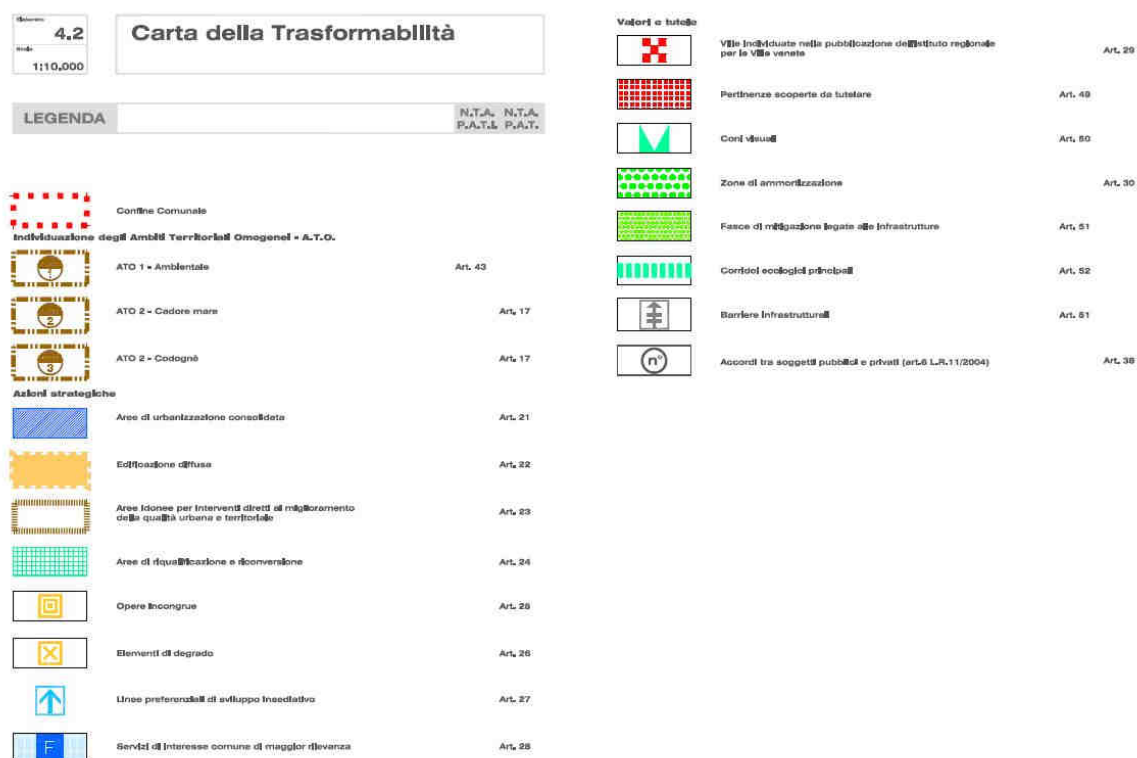 Elaborato
4.2
Scala
1:10,000
Carta della Trasformabilità
LEGENDA
N.T.A. N.T.A.
P.A.T.I. P.A.T.
Confine Comunale
Individuazione degli Ambiti Territoriali Omogenei - A.T.O.
1
ATO 1 - Ambientale Art. 43
2
ATO 2 - Cadore mare Art. 17
3
ATO 2 - Codognè Art. 17
Azioni strategiche
Aree di urbanizzazione consolidata Art. 21
Edificazione diffusa Art. 22
Aree idonee per interventi diretti al miglioramento
della qualità urbana e territoriale Art. 23
Aree di riqualificazione e riconversione Art. 24
Opere incongrue Art. 25
Elementi di degrado Art. 26
Linee preferenziali di sviluppo insediativo Art. 27
F
Servizi di interesse comune di maggior rilevanza Art. 28
Valori e tutele
Ville individuate nella pubblicazione dell'istituto regionale
per le Ville venete Art. 29
Pertinenze scoperte da tutelare Art. 49
Coni visuali Art. 50
Zone di ammortizzazione Art. 30
Fasce di mitigazione legate alle infrastrutture Art. 51
Corridoi ecologici principali Art. 52
Barriere infrastrutturali Art. 51
n°
Accordi tra soggetti pubblici e privati (art.6 L.R.11/2004) Art. 38